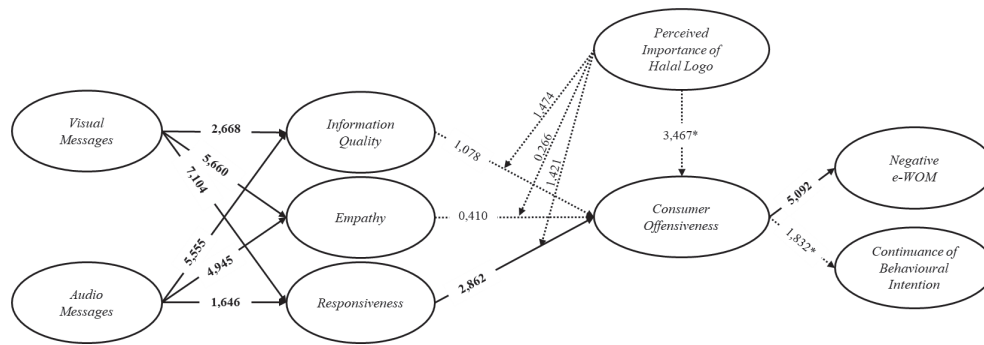 Perceived
Importance of
Halal Logo
Visual
Messages
2,668
Information
Quality
1,474
0,266
1,421
3,467*
5,660
7,104
1,078
Negative
e-WOM
Empathy
0,410
Consumer
Offensiveness
5,092
1,832*
5,555
4,945
Continuance of
Behavioural
Intention
Audio
Messages
1,646
Responsiveness
2,862